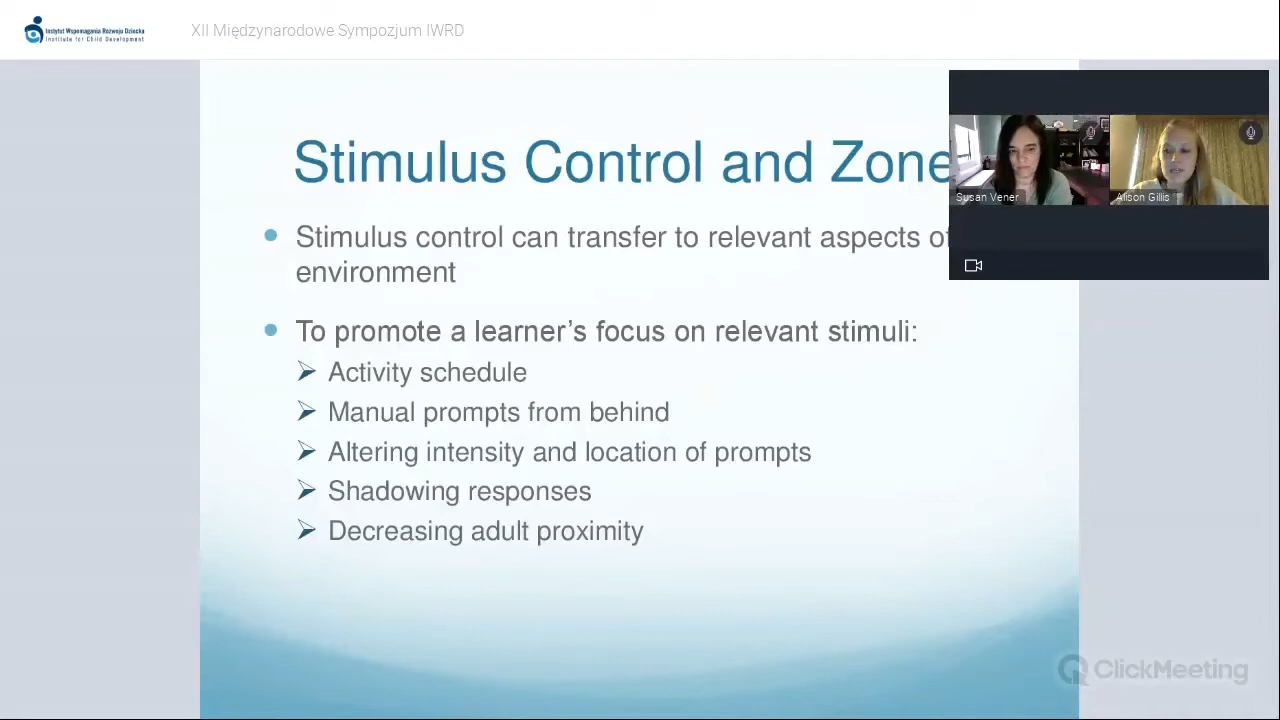 Instytut Wspomagania Rozwoju Dziecka
Institute for Child Development
XII Międzynarodowe Sympozjum IWRD
Stimulus Control and Zone
Susan Vener
Alison Gillis
Stimulus control can transfer to relevant aspects of
environment
To promote a learner’s focus on relevant stimuli:
Activity schedule
Manual prompts from behind
Altering intensity and location of prompts
Shadowing responses
Decreasing adult proximity
ClickMeeting